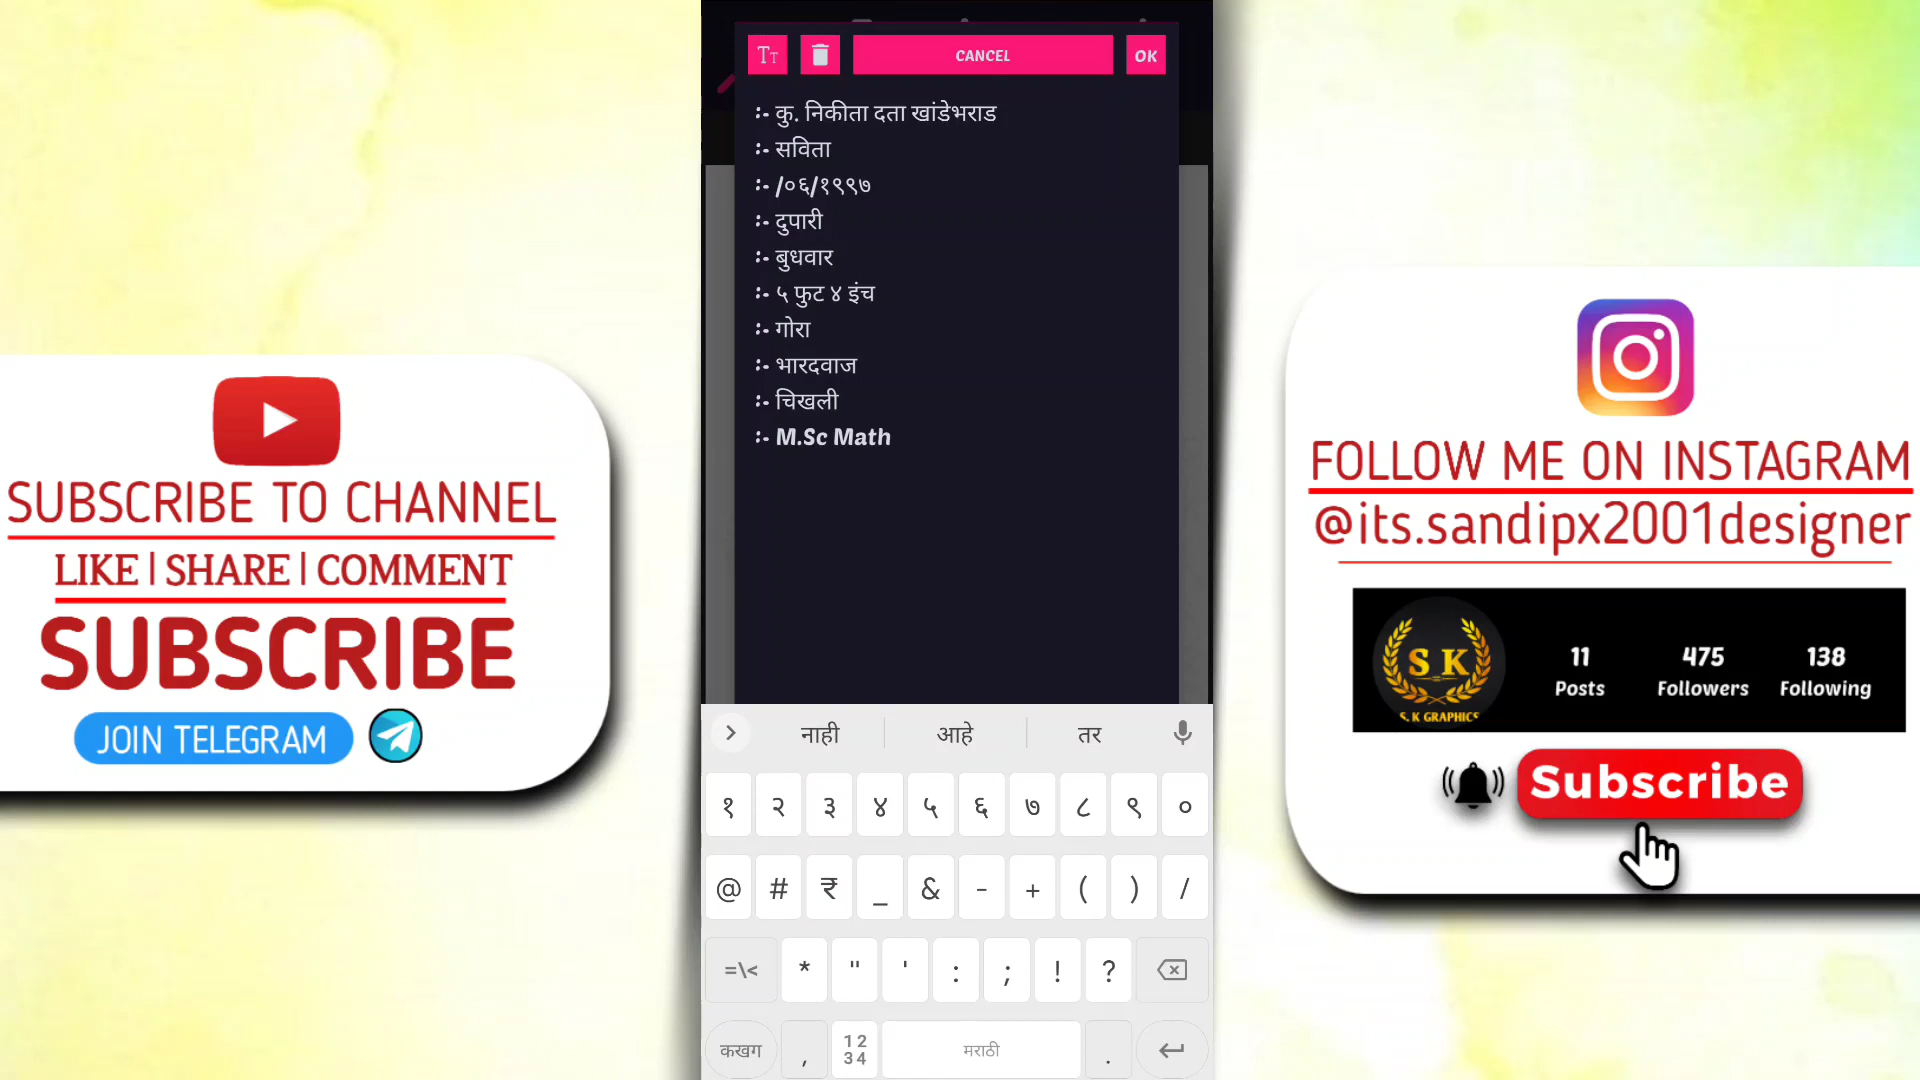 SUBSCRIBE TO CHANNEL
LIKE | SHARE | COMMENT
SUBSCRIBE
JOIN TELEGRAM
TT
CANCEL
OK
:- कु. निकीता दता खांडेभराड
:- सविता
:- /०६/१९९७
:- दुपारी
:- बुधवार
:- ५ फुट ४ इंच
:- गोरा
:- भारदवाज
:- चिखली
:- M.Sc Math
नाही आहे तर
१ २ ३ ४ ५ ६ ७ ८ ९ ०
@ # ₹ _ & - + ( ) /
=\< * " ' : ; ! ?
कखग , 12 34 मराठी .
FOLLOW ME ON INSTAGRAM
@its.sandipx2001designer
S K
S. K GRAPHICS
11 475 138
Posts Followers Following
Subscribe